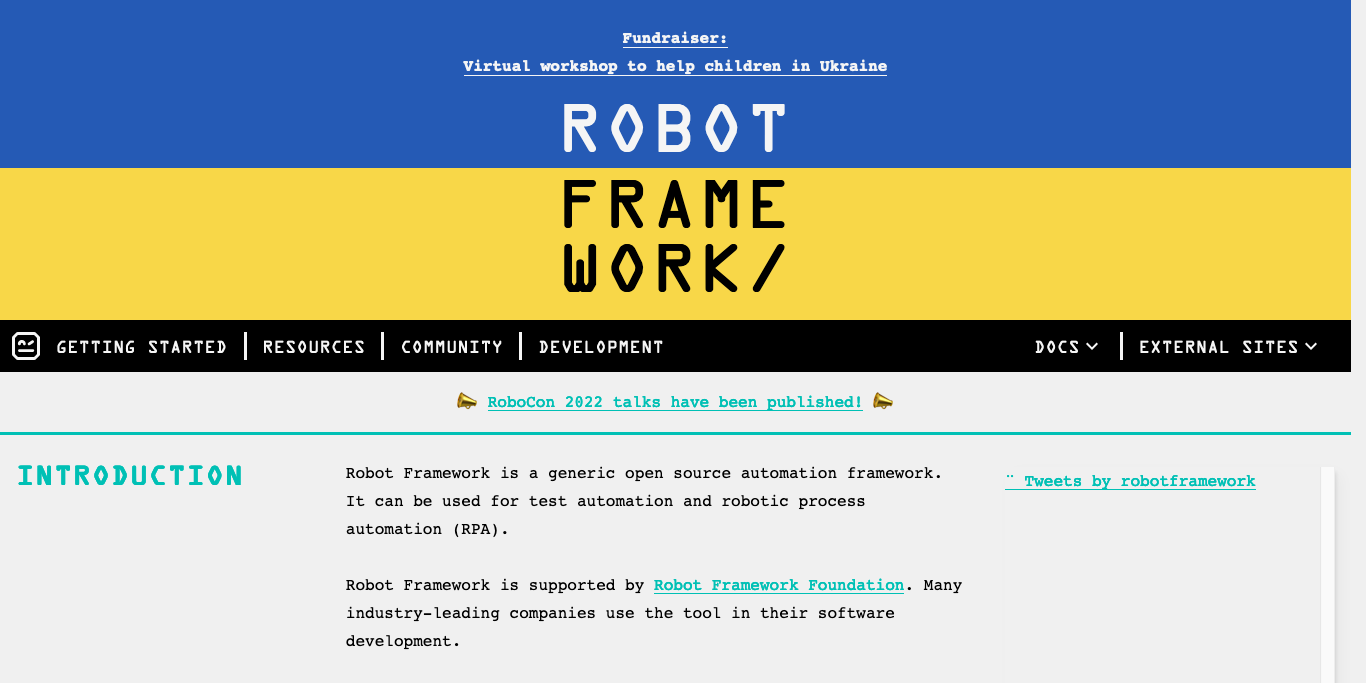 Fundraiser:
Virtual workshop to help children in Ukraine
ROBOT
FRAME
WORK/
GETTING STARTED
RESOURCES
COMMUNITY
DEVELOPMENT
DOCS
EXTERNAL SITES
RoboCon 2022 talks have been published!
INTRODUCTION
Robot Framework is a generic open source automation framework.
It can be used for test automation and robotic process
automation (RPA).
Robot Framework is supported by Robot Framework Foundation. Many
industry-leading companies use the tool in their software
development.
¨ Tweets by robotframework